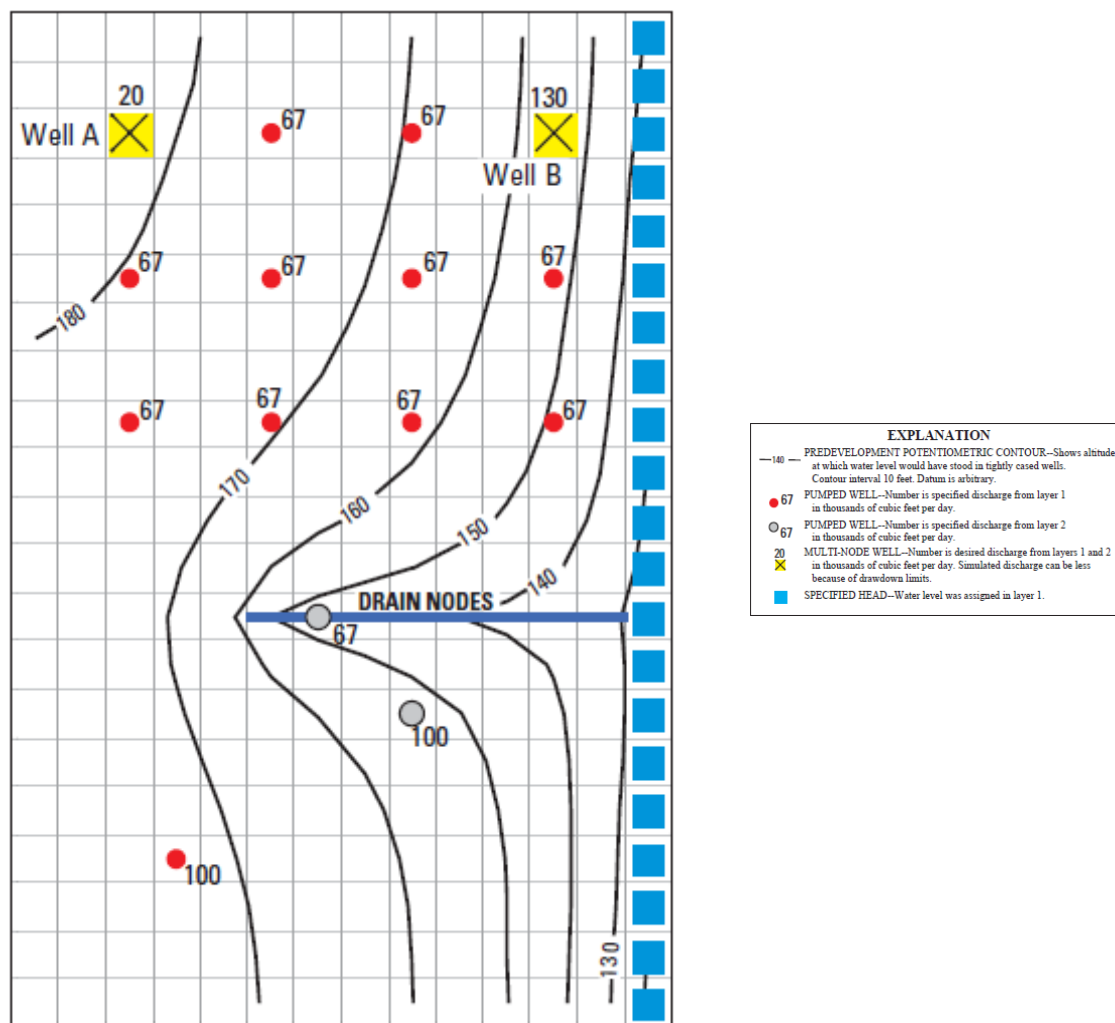 20
Well A
67
67
130
Well B
67
67
67
67
180
67
67
67
67
170
160
150
140
DRAIN NODES
67
100
100
130
EXPLANATION
140
PREDEVELOPMENT POTENTIOMETRIC CONTOUR--Shows altitude
at which water level would have stood in tightly cased wells.
Contour interval 10 feet. Datum is arbitrary.
67
PUMPED WELL--Number is specified discharge from layer 1
in thousands of cubic feet per day.
67
PUMPED WELL--Number is specified discharge from layer 2
in thousands of cubic feet per day.
20
MULTI-NODE WELL--Number is desired discharge from layers 1 and 2
in thousands of cubic feet per day. Simulated discharge can be less
because of drawdown limits.
SPECIFIED HEAD--Water level was assigned in layer 1.